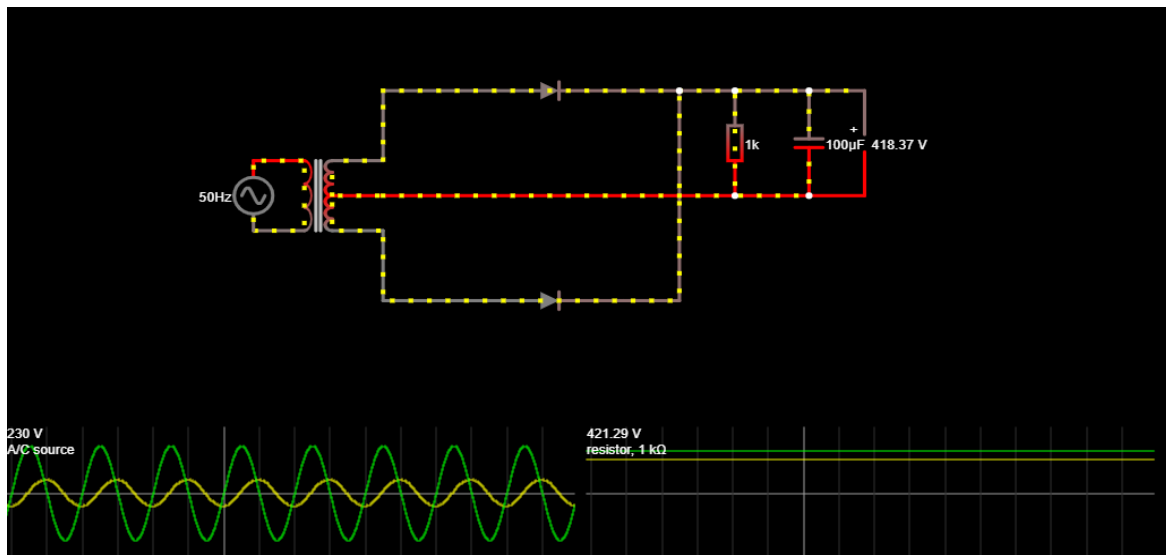 50Hz
1k
+
100µF 418.37 V
230 V
A/C source
421.29 V
resistor, 1 kΩ